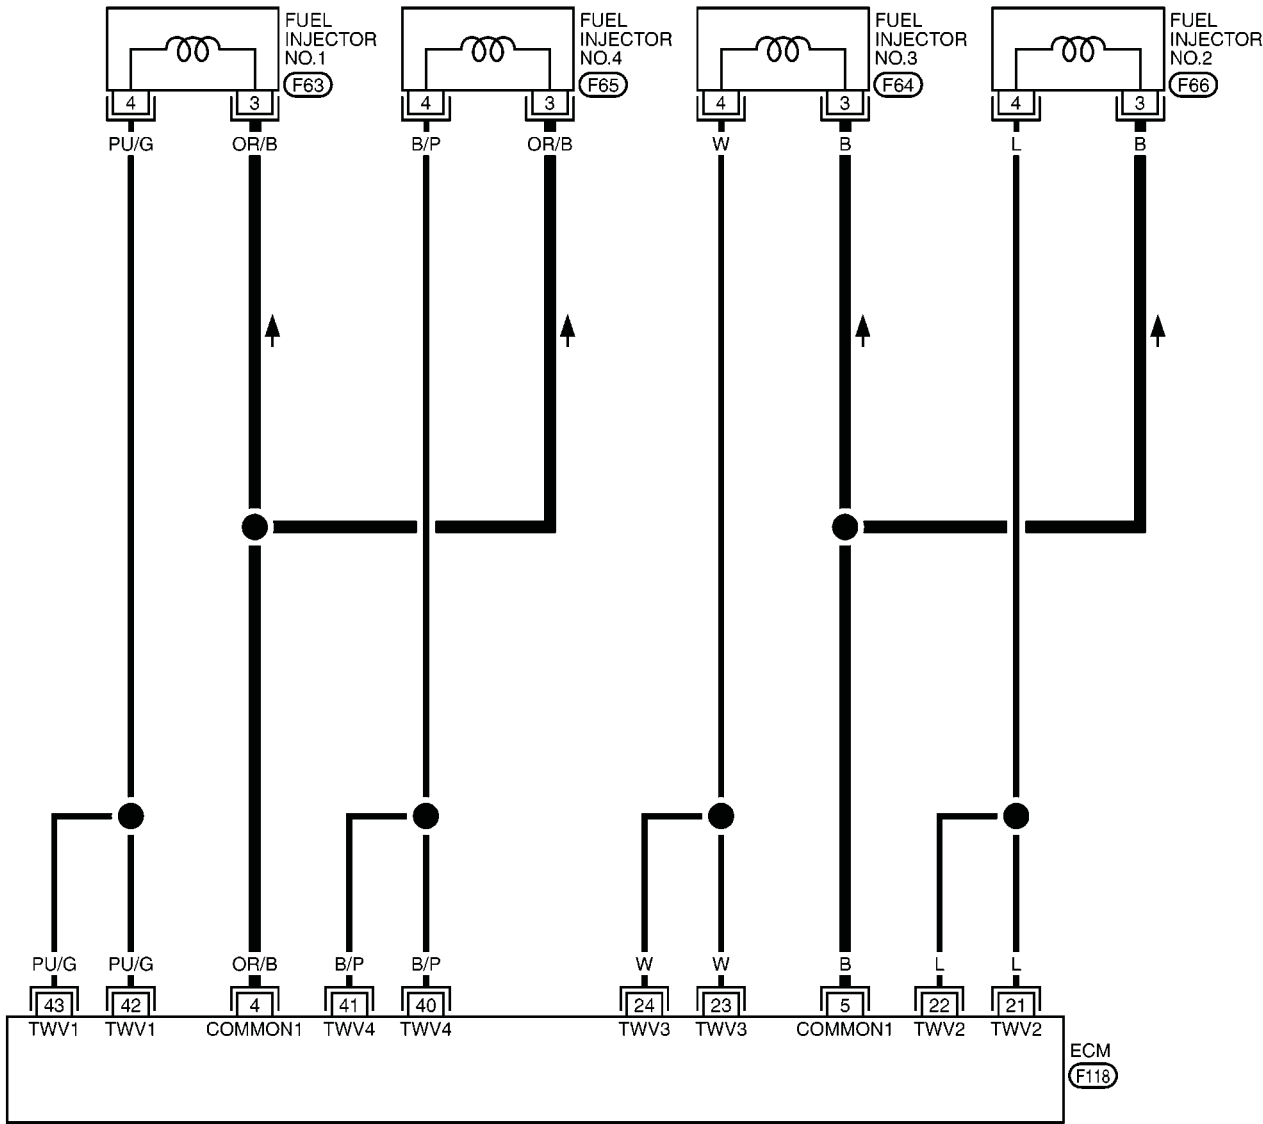 FUEL
INJECTOR
NO.1
F63
FUEL
INJECTOR
NO.4
F65
FUEL
INJECTOR
NO.3
F64
FUEL
INJECTOR
NO.2
F66
4 3 4 3 4 3 4 3
PU/G OR/B B/P OR/B W B L B
PU/G PU/G OR/B B/P B/P W W B L L
43 42 4 41 40 24 23 5 22 21
TWV1 TWV1 COMMON1 TWV4 TWV4 TWV3 TWV3 COMMON1 TWV2 TWV2
ECM
F118